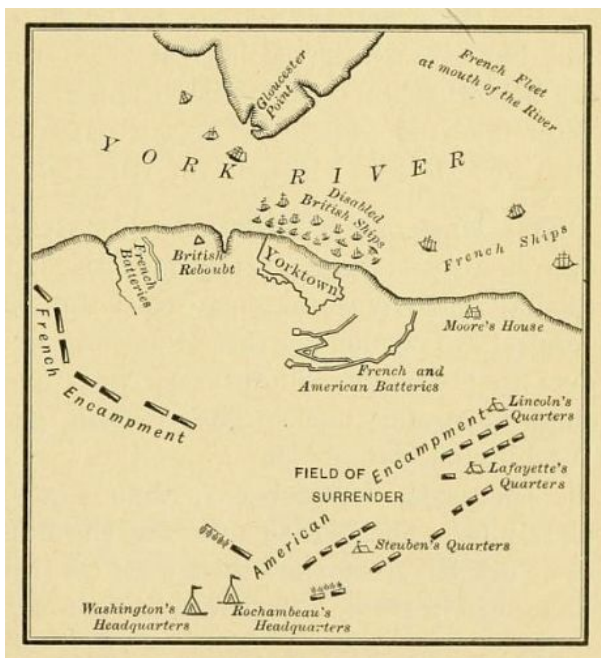 French Fleet
at mouth of the River
Gloucester
Point
YORK RIVER
Disabled
British Ships
French Ships
French
Batteries
British
Reboubt
Yorktown
Moore's House
French and
American Batteries
French
Encampment
Lincoln's
Quarters
American Encampment
Lafayette's
Quarters
FIELD OF
SURRENDER
Steuben's Quarters
Washington's
Headquarters
Rochambeau's
Headquarters